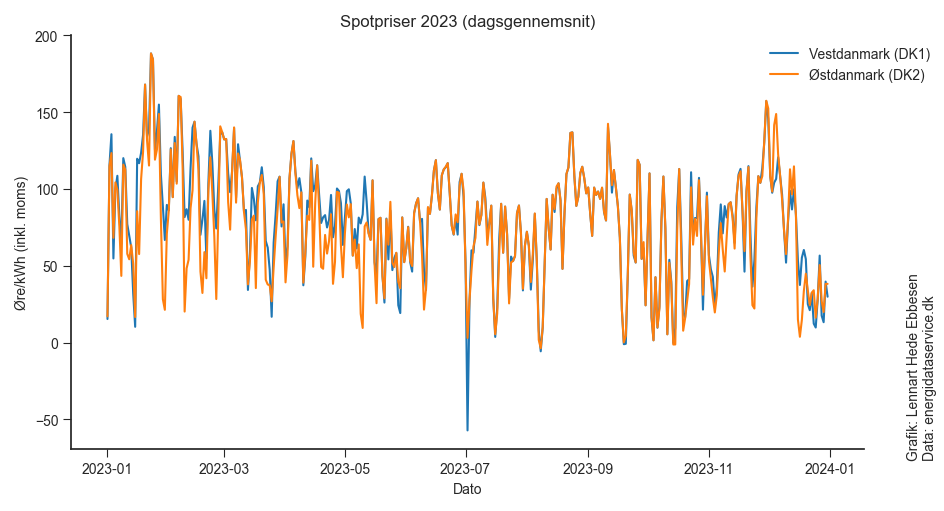 Spotpriser 2023 (dagsgennemsnit)
Vestdanmark (DK1)
Østdanmark (DK2)
Øre/kWh (inkl. moms)
200
150
100
50
0
−50
2023-01
2023-03
2023-05
2023-07
2023-09
2023-11
2024-01
Dato
Grafik: Lennart Hede Ebbesen
Data: energidataservice.dk